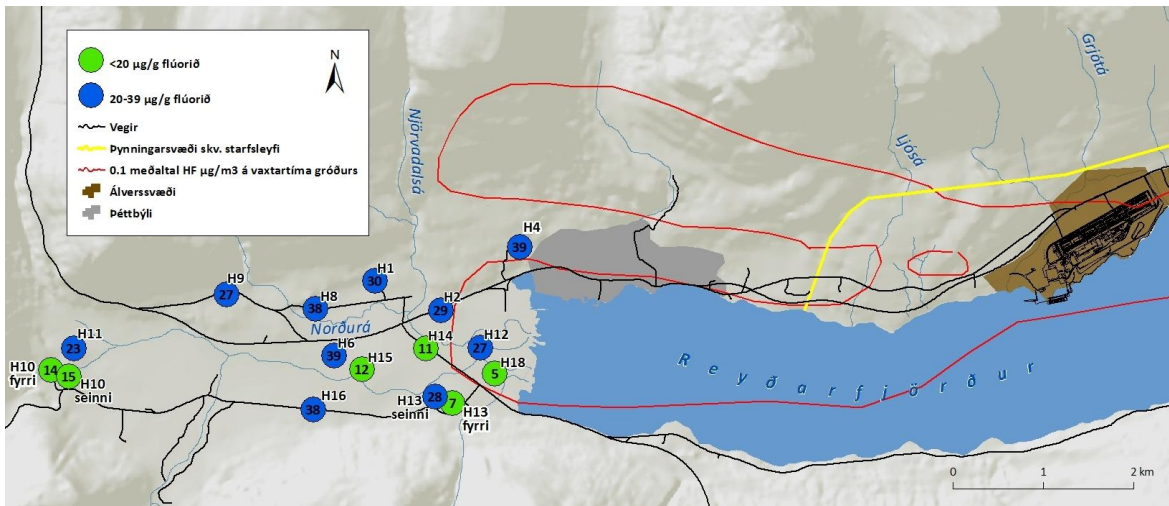 <20 µg/g flúorið
20-39 µg/g flúorið
Vegir
Þynningarsvæði skv. starfsleyfi
0.1 meðaltal HF µg/m3 á vaxtartíma gróðurs
Álverssvæði
Þéttbýli
N
Njörvadalsá
Grjótá
Ljósá
H4
39
H1
30
H9
27
H8
38
H2
29
Norðurá
H11
23
H6
39
H15
12
H14
11
H12
27
H18
5
H10
fyrri
14
15
H10
seinni
H16
38
H13
seinni
28
7
H13
fyrri
Reyðarfjörður
0 1 2 km